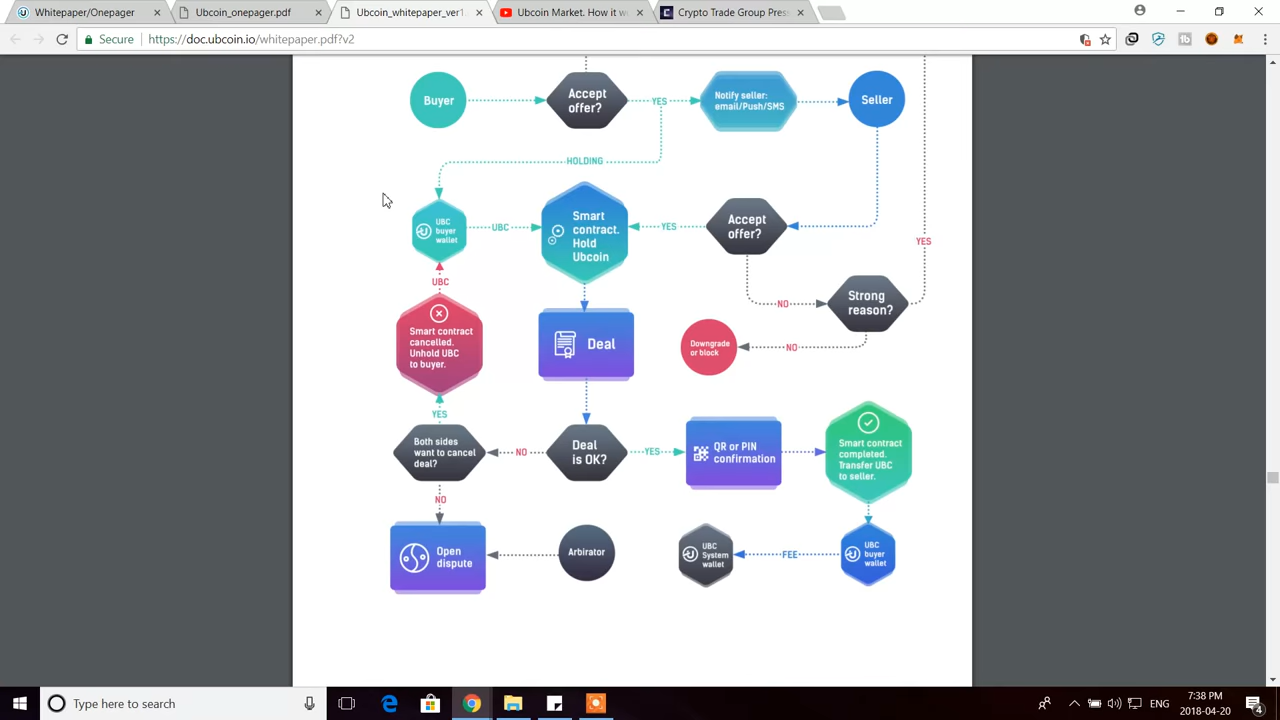 Whitepaper/Onepager
Ubcoin_onepager.pdf
Ubcoin_whitepaper_ver1
Ubcoin Market. How it wo
Crypto Trade Group Pres
Secure
https://doc.ubcoin.io/whitepaper.pdf?v2
Buyer
Accept
offer?
YES
Notify seller:
email/Push/SMS
Seller
HOLDING
UBC
buyer
wallet
UBC
Smart
contract.
Hold
Ubcoin
YES
Accept
offer?
YES
UBC
NO
Strong
reason?
Smart contract
cancelled.
Unhold UBC
to buyer.
Deal
Downgrade
or block
NO
YES
Both sides
want to cancel
deal?
NO
Deal
is OK?
YES
QR or PIN
confirmation
Smart contract
completed.
Transfer UBC
to seller.
NO
Open
dispute
Arbirator
UBC
System
wallet
FEE
UBC
buyer
wallet
Type here to search
7:38 PM
2018-04-20